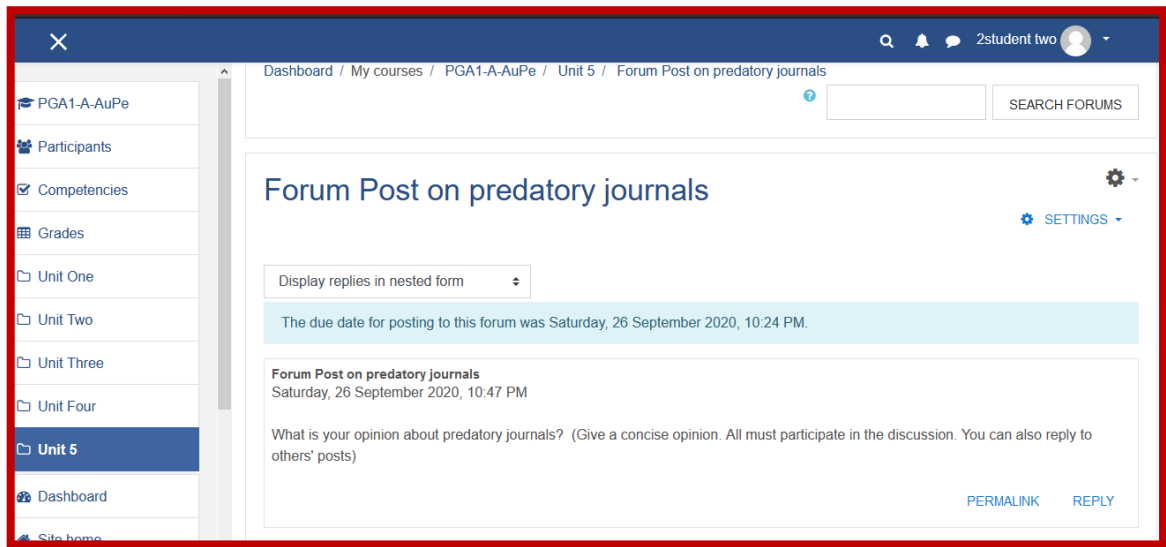 2student two
Dashboard / My courses / PGA1-A-AuPe / Unit 5 / Forum Post on predatory journals
SEARCH FORUMS
PGA1-A-AuPe
Participants
Competencies
Grades
Unit One
Unit Two
Unit Three
Unit Four
Unit 5
Dashboard
Site home
Forum Post on predatory journals
SETTINGS
Display replies in nested form
The due date for posting to this forum was Saturday, 26 September 2020, 10:24 PM.
Forum Post on predatory journals
Saturday, 26 September 2020, 10:47 PM
What is your opinion about predatory journals? (Give a concise opinion. All must participate in the discussion. You can also reply to
others' posts)
PERMALINK REPLY